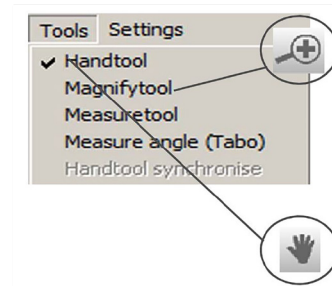 Tools Settings
Handtool
Magnifytool
Measuretool
Measure angle (Tabo)
Handtool synchronise